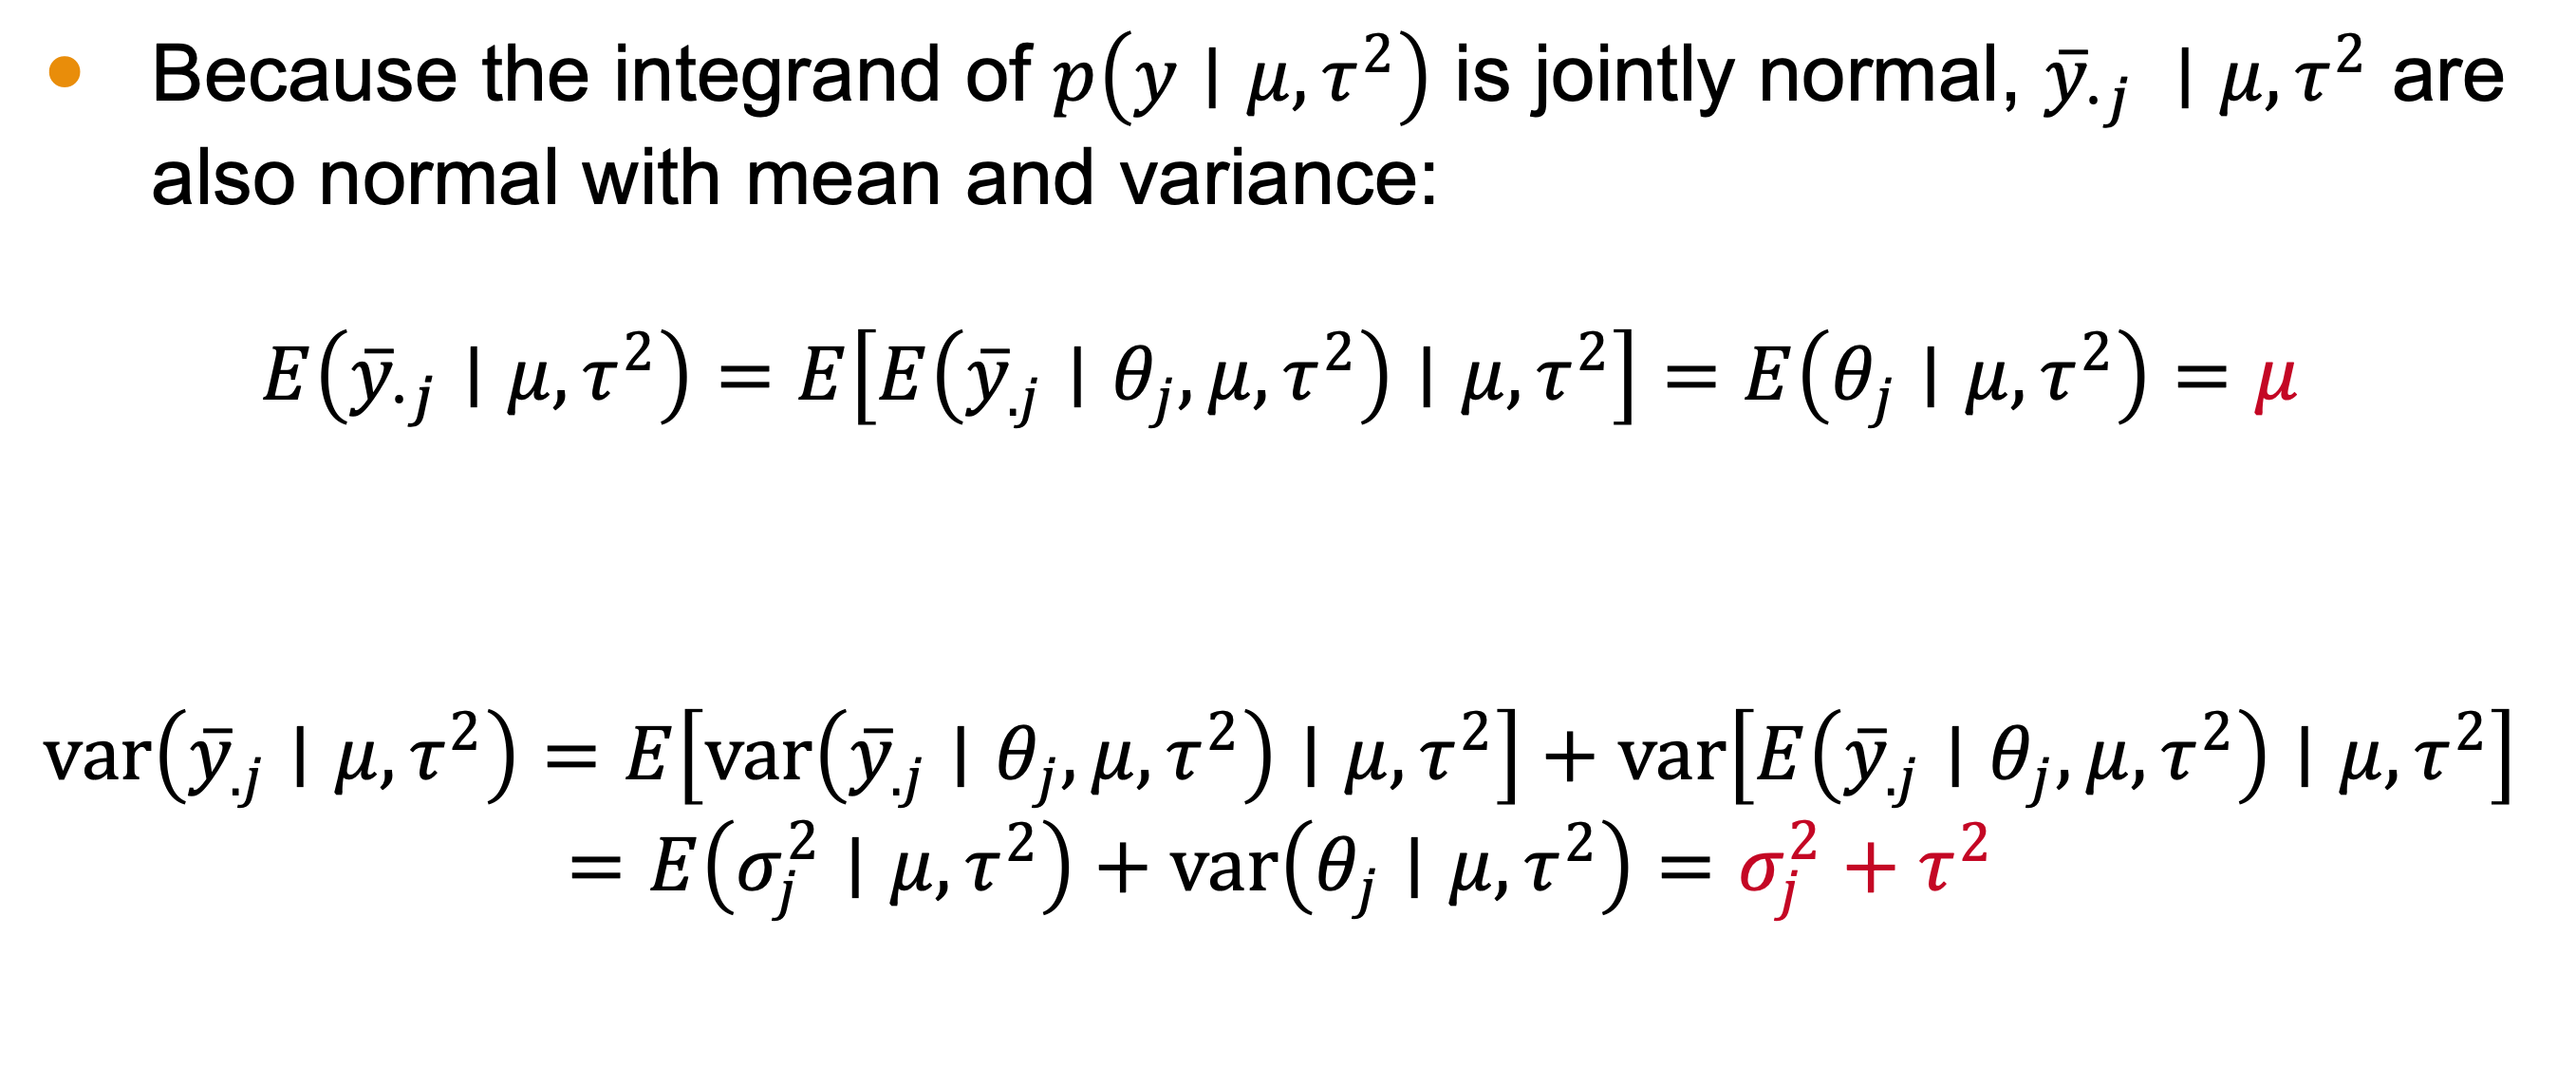 • Because the integrand of p(y | μ, τ²) is jointly normal, ȳ.ⱼ | μ, τ² are
also normal with mean and variance:
E(ȳ.ⱼ | μ, τ²) = E[E(ȳ.ⱼ | θⱼ, μ, τ²) | μ, τ²] = E(θⱼ | μ, τ²) = μ
var(ȳ.ⱼ | μ, τ²) = E[var(ȳ.ⱼ | θⱼ, μ, τ²) | μ, τ²] + var[E(ȳ.ⱼ | θⱼ, μ, τ²) | μ, τ²]
= E(σⱼ² | μ, τ²) + var(θⱼ | μ, τ²) = σⱼ² + τ²